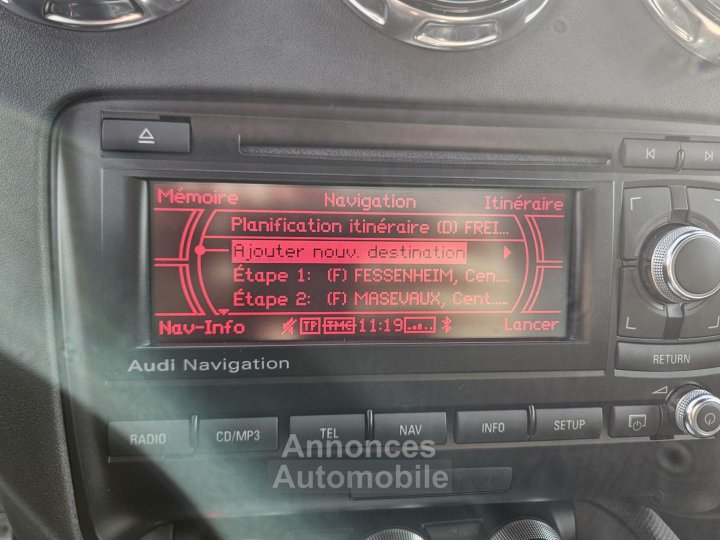 Mémoire Navigation Itinéraire
Planification itinéraire (D) FREI...
Ajouter nouv. destination
Étape 1: (F) FESSENHEIM, Cen....
Étape 2: (F) MASEVAUX, Cent....
Nav-Info TP TMC 11:19 Lancer
Audi Navigation
RETURN
RADIO CD/MP3 TEL NAV INFO SETUP
Annonces
Automobile